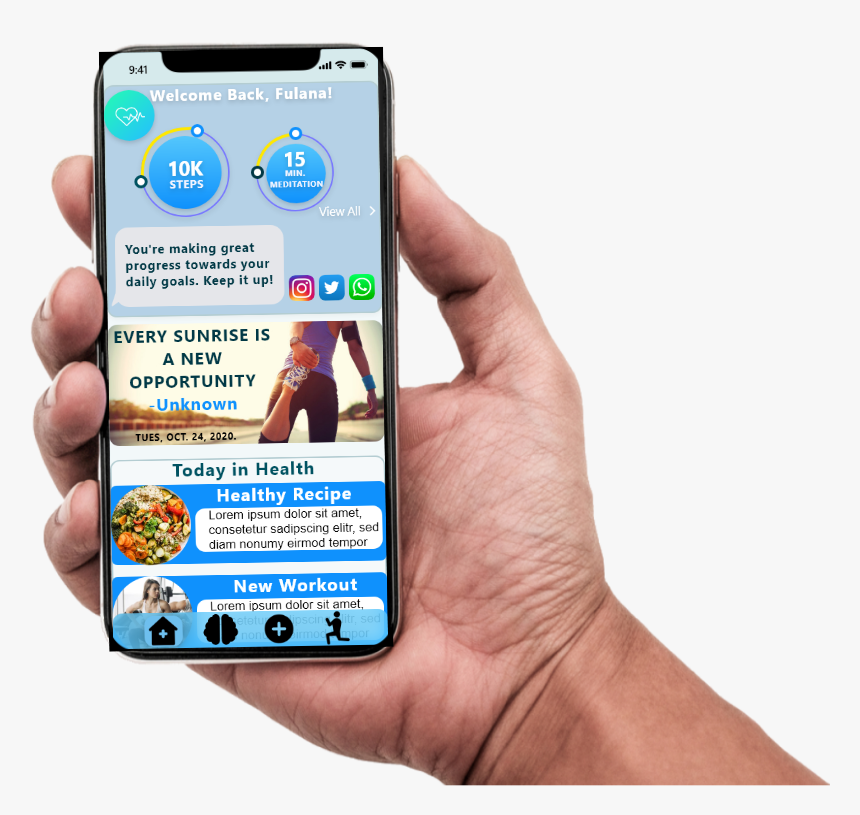 9:41
Welcome Back, Fulana!
10K
STEPS
15
MIN.
MEDITATION
View All
You're making great
progress towards your
daily goals. Keep it up!
EVERY SUNRISE IS
A NEW
OPPORTUNITY
-Unknown
TUES, OCT. 24, 2020.
Today in Health
Healthy Recipe
Lorem ipsum dolor sit amet,
consetetur sadipscing elitr, sed
diam nonumy eirmod tempor
New Workout
Lorem ipsum dolor sit amet,